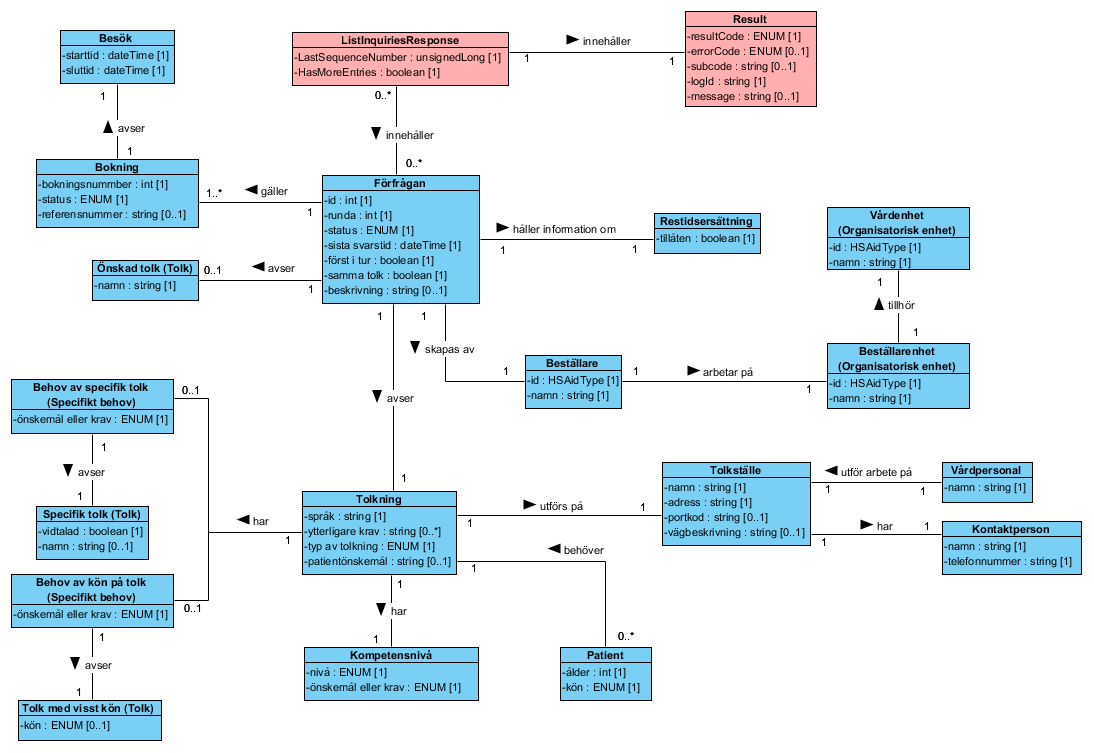 Besök
-starttid : dateTime [1]
-sluttid : dateTime [1]
1
avser
1
Bokning
-bokningsnummber : int [1]
-status : ENUM [1]
-referensnummer : string [0..1]
ListInquiriesResponse
-LastSequenceNumber : unsignedLong [1]
-HasMoreEntries : boolean [1]
innehåller
1
1
Result
-resultCode : ENUM [1]
-errorCode : ENUM [0..1]
-subcode : string [0..1]
-logId : string [1]
-message : string [0..1]
0..*
innehåller
0..*
1..*
gäller
1
Förfrågan
-id : int [1]
-runda : int [1]
-status : ENUM [1]
-sista svarstid : dateTime [1]
-först i tur : boolean [1]
-samma tolk : boolean [1]
-beskrivning : string [0..1]
håller information om
1
1
Restidsersättning
-tillåten : boolean [1]
Önskad tolk (Tolk)
-namn : string [1]
0..1
avser
1
Vårdenhet
(Organisatorisk enhet)
-id : HSAidType [1]
-namn : string [1]
1
tillhör
1
Beställarenhet
(Organisatorisk enhet)
-id : HSAidType [1]
-namn : string [1]
1
1
skapas av
1
Beställare
-id : HSAidType [1]
-namn : string [1]
1
arbetar på
1
avser
1
Behov av specifik tolk
(Specifikt behov)
-önskemål eller krav : ENUM [1]
0..1
1
avser
1
Specifik tolk (Tolk)
-vidtalad : boolean [1]
-namn : string [0..1]
har
1
Behov av kön på tolk
(Specifikt behov)
-önskemål eller krav : ENUM [1]
0..1
1
avser
1
Tolk med visst kön (Tolk)
-kön : ENUM [0..1]
Tolkning
-språk : string [1]
-ytterligare krav : string [0..*]
-typ av tolkning : ENUM [1]
-patientönskemål : string [0..1]
1
utförs på
1
Tolkställe
-namn : string [1]
-adress : string [1]
-portkod : string [0..1]
-vägbeskrivning : string [0..1]
utför arbete på
1
1
Vårdpersonal
-namn : string [1]
har
1
1
Kontaktperson
-namn : string [1]
-telefonnummer : string [1]
behöver
1
0..*
Patient
-ålder : int [1]
-kön : ENUM [1]
1
har
1
Kompetensnivå
-nivå : ENUM [1]
-önskemål eller krav : ENUM [1]